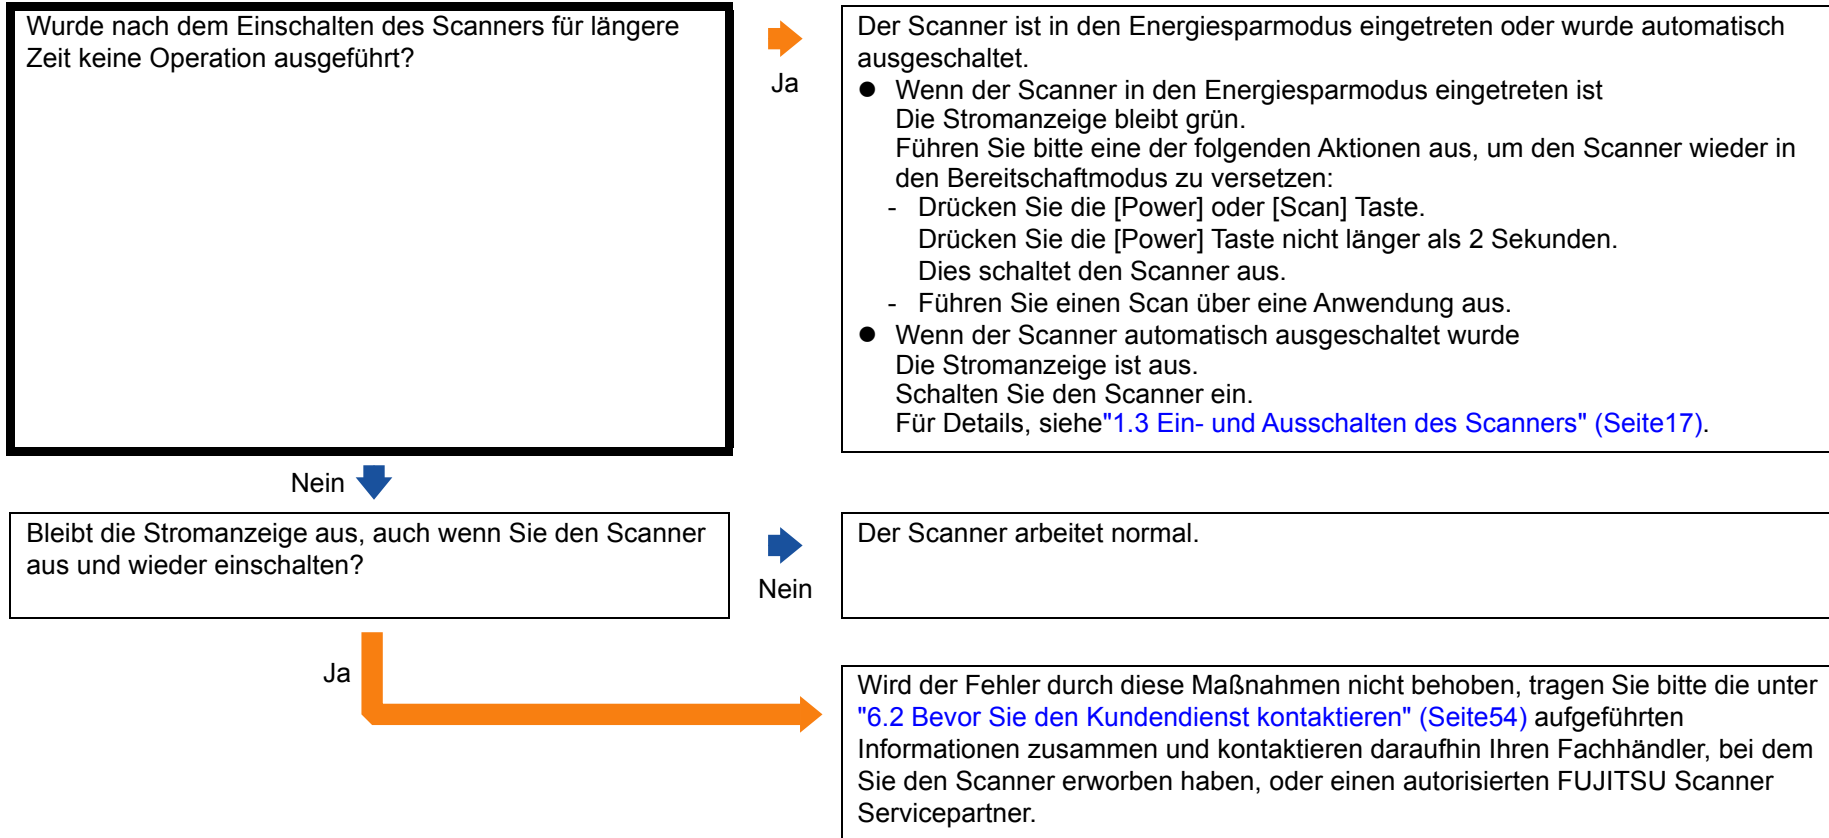 Wurde nach dem Einschalten des Scanners für längere
Zeit keine Operation ausgeführt?
Ja
Der Scanner ist in den Energiesparmodus eingetreten oder wurde automatisch
ausgeschaltet.
● Wenn der Scanner in den Energiesparmodus eingetreten ist
Die Stromanzeige bleibt grün.
Führen Sie bitte eine der folgenden Aktionen aus, um den Scanner wieder in
den Bereitschaftmodus zu versetzen:
- Drücken Sie die [Power] oder [Scan] Taste.
Drücken Sie die [Power] Taste nicht länger als 2 Sekunden.
Dies schaltet den Scanner aus.
- Führen Sie einen Scan über eine Anwendung aus.
● Wenn der Scanner automatisch ausgeschaltet wurde
Die Stromanzeige ist aus.
Schalten Sie den Scanner ein.
Für Details, siehe"1.3 Ein- und Ausschalten des Scanners" (Seite17).
Nein
Bleibt die Stromanzeige aus, auch wenn Sie den Scanner
aus und wieder einschalten?
Nein
Der Scanner arbeitet normal.
Ja
Wird der Fehler durch diese Maßnahmen nicht behoben, tragen Sie bitte die unter
"6.2 Bevor Sie den Kundendienst kontaktieren" (Seite54) aufgeführten
Informationen zusammen und kontaktieren daraufhin Ihren Fachhändler, bei dem
Sie den Scanner erworben haben, oder einen autorisierten FUJITSU Scanner
Servicepartner.